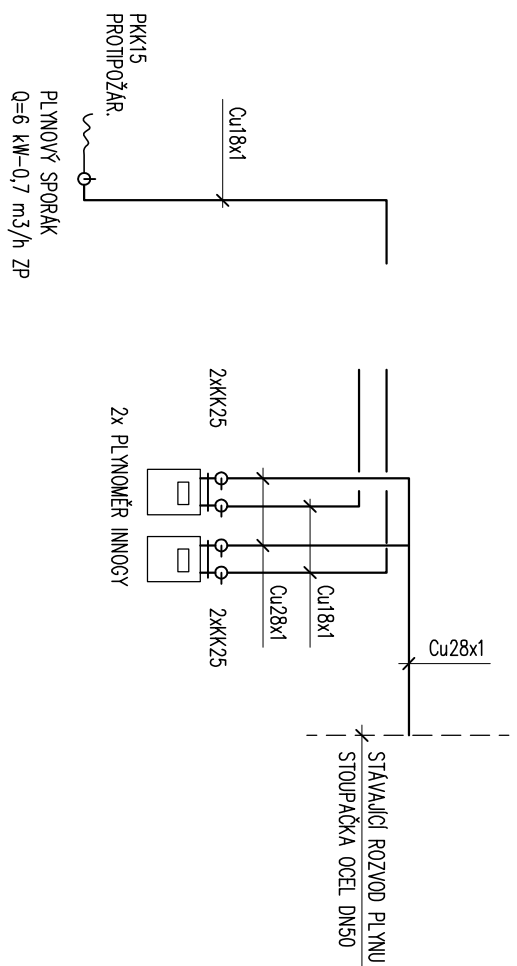 PKK15
PROTIPOŽÁR.
PLYNOVÝ SPORÁK
Q=6 kW-0,7 m3/h ZP
Cu18x1
2xKK25
2x PLYNOMĚR INNOGY
2xKK25
Cu28x1
Cu18x1
Cu28x1
STÁVAJÍCÍ ROZVOD PLYNU
STOUPAČKA OCEL DN50